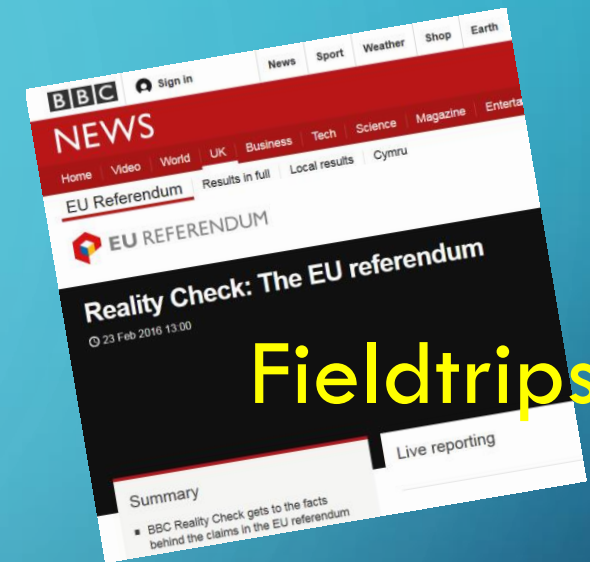 BBC Sign in News Sport Weather Shop Earth
NEWS
Home Video World UK Business Tech Science Magazine
EU Referendum Results in full Local results Cymru
EU REFERENDUM
Reality Check: The EU referendum
23 Feb 2016 13:00
Fieldtrips
Live reporting
Summary
BBC Reality Check gets to the facts
behind the claims in the EU referendum